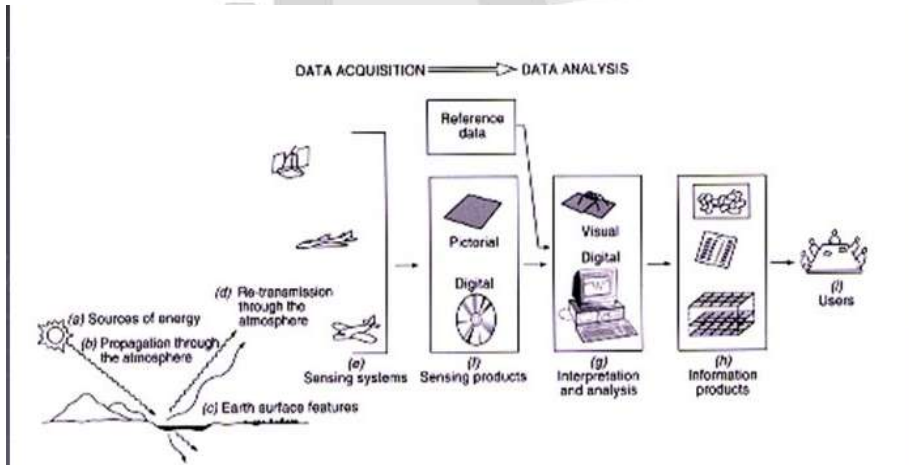 DATA ACQUISITION DATA ANALYSIS
Reference
data
Pictorial
Digital
Visual
Digital
(a) Sources of energy
(b) Propagation through
the atmosphere
(c) Earth surface features
(d) Re-transmission
through the
atmosphere
(e)
Sensing systems
(f)
Sensing products
(g)
Interpretation
and analysis
(h)
Information
products
(i)
Users